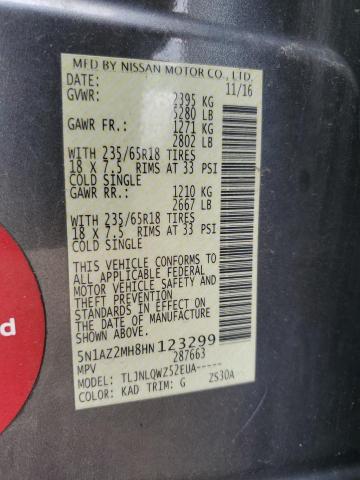 MFD BY NISSAN MOTOR CO., LTD.
DATE: 11/16
GVWR: 2395 KG
5280 LB
GAWR FR.: 1271 KG
2802 LB
WITH 235/65R18 TIRES
18 X 7.5 RIMS AT 33 PSI
COLD SINGLE
GAWR RR.: 1210 KG
2667 LB
WITH 235/65R18 TIRES
18 X 7.5 RIMS AT 33 PSI
COLD SINGLE
THIS VEHICLE CONFORMS TO
ALL APPLICABLE FEDERAL
MOTOR VEHICLE SAFETY AND
THEFT PREVENTION
STANDARDS IN EFFECT ON
THE DATE OF MANUFACTURE
SHOWN ABOVE.
5N1AZ2MH8HN 123299
MPV 287663
MODEL: TLJNLQWZ52EUA-----
COLOR: KAD TRIM: G ZS30A
d